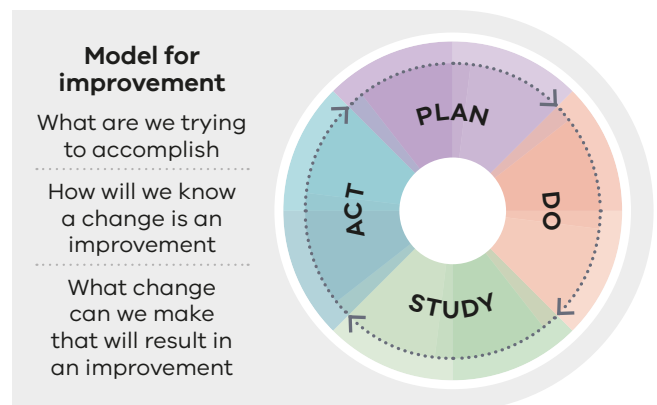 Model for
improvement
What are we trying
to accomplish
How will we know
a change is an
improvement
What change
can we make
that will result in
an improvement
PLAN
DO
STUDY
ACT